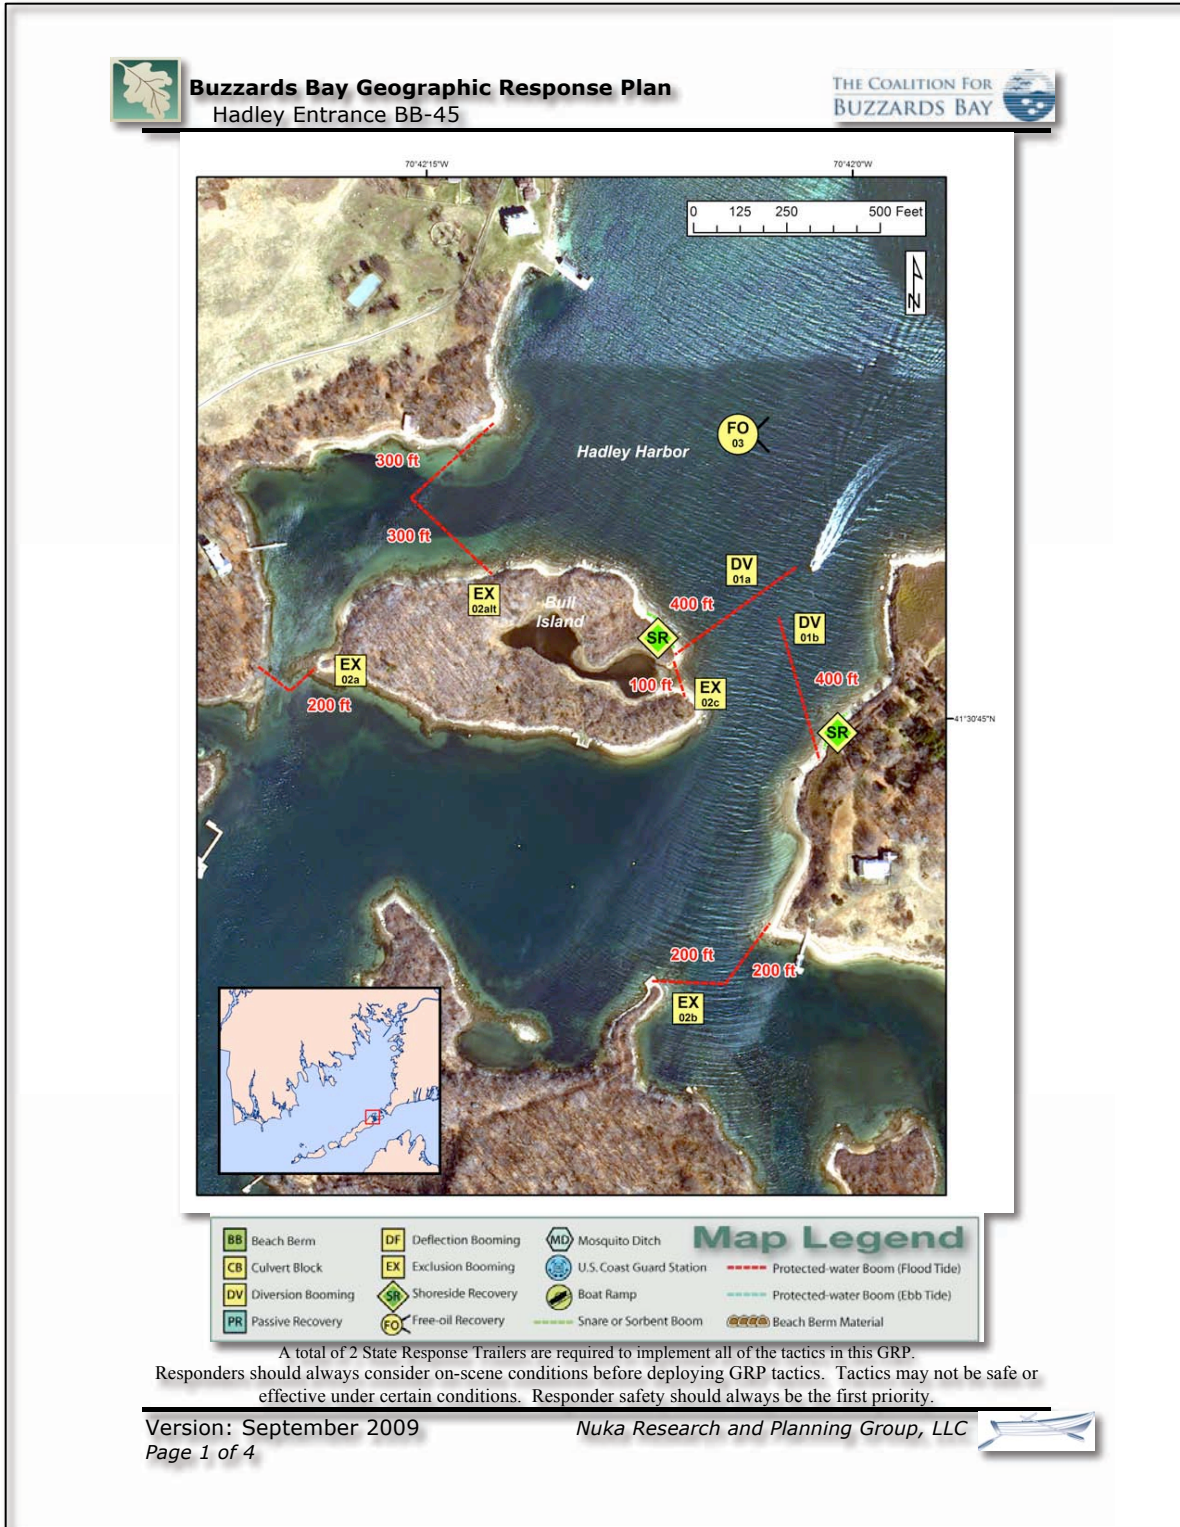 Buzzards Bay Geographic Response Plan
Hadley Entrance BB-45
THE COALITION FOR
BUZZARDS BAY
70°42'15"W
70°42'0"W
0 125 250 500 Feet
N
FO
03
Hadley Harbor
300 ft
300 ft
DV
01a
EX
02alt
Bull
Island
400 ft
DV
01b
SR
EX
02a
100 ft
EX
02c
400 ft
200 ft
41°30'45"N
SR
200 ft
200 ft
EX
02b
Map Legend
BB Beach Berm
CB Culvert Block
DV Diversion Booming
PR Passive Recovery
DF Deflection Booming
EX Exclusion Booming
SR Shoreside Recovery
FO Free-oil Recovery
MD Mosquito Ditch
U.S. Coast Guard Station
Boat Ramp
Snare or Sorbent Boom
Protected-water Boom (Flood Tide)
Protected-water Boom (Ebb Tide)
Beach Berm Material
A total of 2 State Response Trailers are required to implement all of the tactics in this GRP.
Responders should always consider on-scene conditions before deploying GRP tactics. Tactics may not be safe or
effective under certain conditions. Responder safety should always be the first priority.
Version: September 2009
Nuka Research and Planning Group, LLC
Page 1 of 4